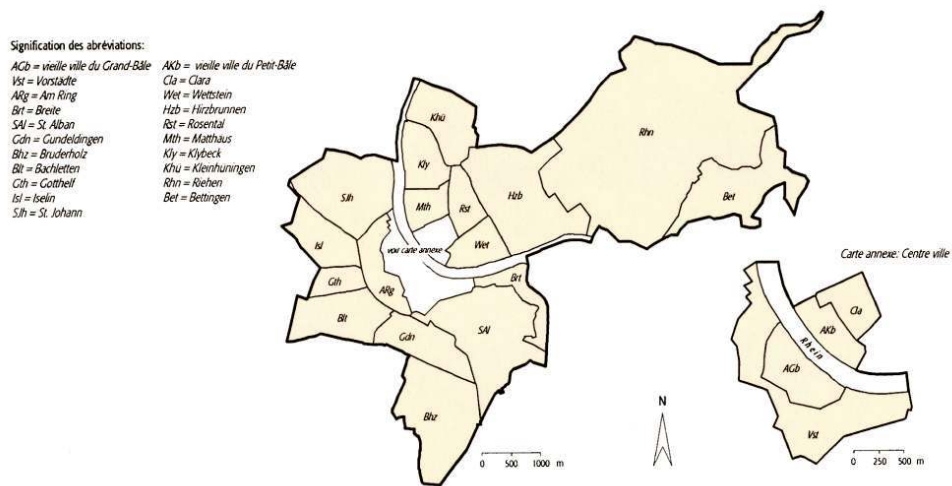 Signification des abréviations:
AGb = vieille ville du Grand-Bâle
Vst = Vorstädte
ARg = Am Ring
Brt = Breite
SAl = St. Alban
Gdn = Gundeldingen
Bhz = Bruderholz
Blt = Bachletten
Gth = Gotthelf
Isl = Iselin
SJh = St. Johann
AKb = vieille ville du Petit-Bâle
Cla = Clara
Wet = Wettstein
Hzb = Hirzbrunnen
Rst = Rosental
Mth = Matthaus
Kly = Klybeck
Khü = Kleinhüningen
Rhn = Riehen
Bet = Bettingen
Khü
Rhn
Kly
SJh
Hzb
Bet
Mth
Rst
Isl
voir carte annexe
Wet
Gth
ARg
Brt
Blt
Gdn
SAl
Bhz
N
0 500 1000 m
Carte annexe: Centre ville
Cla
AKb
Rhein
AGb
Vst
0 250 500 m